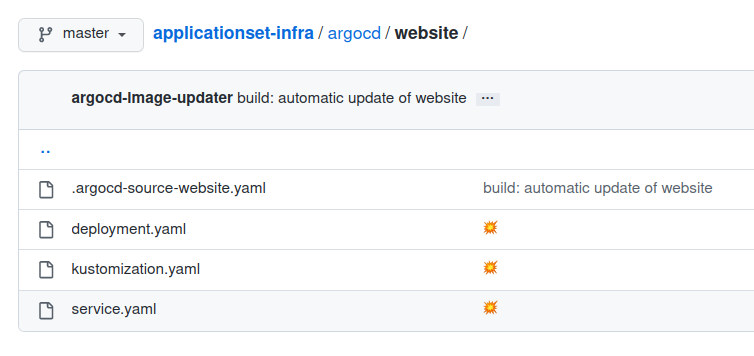 master applicationset-infra / argocd / website /
argocd-image-updater build: automatic update of website ...
..
.argocd-source-website.yaml build: automatic update of website
deployment.yaml 💥
kustomization.yaml 💥
service.yaml 💥